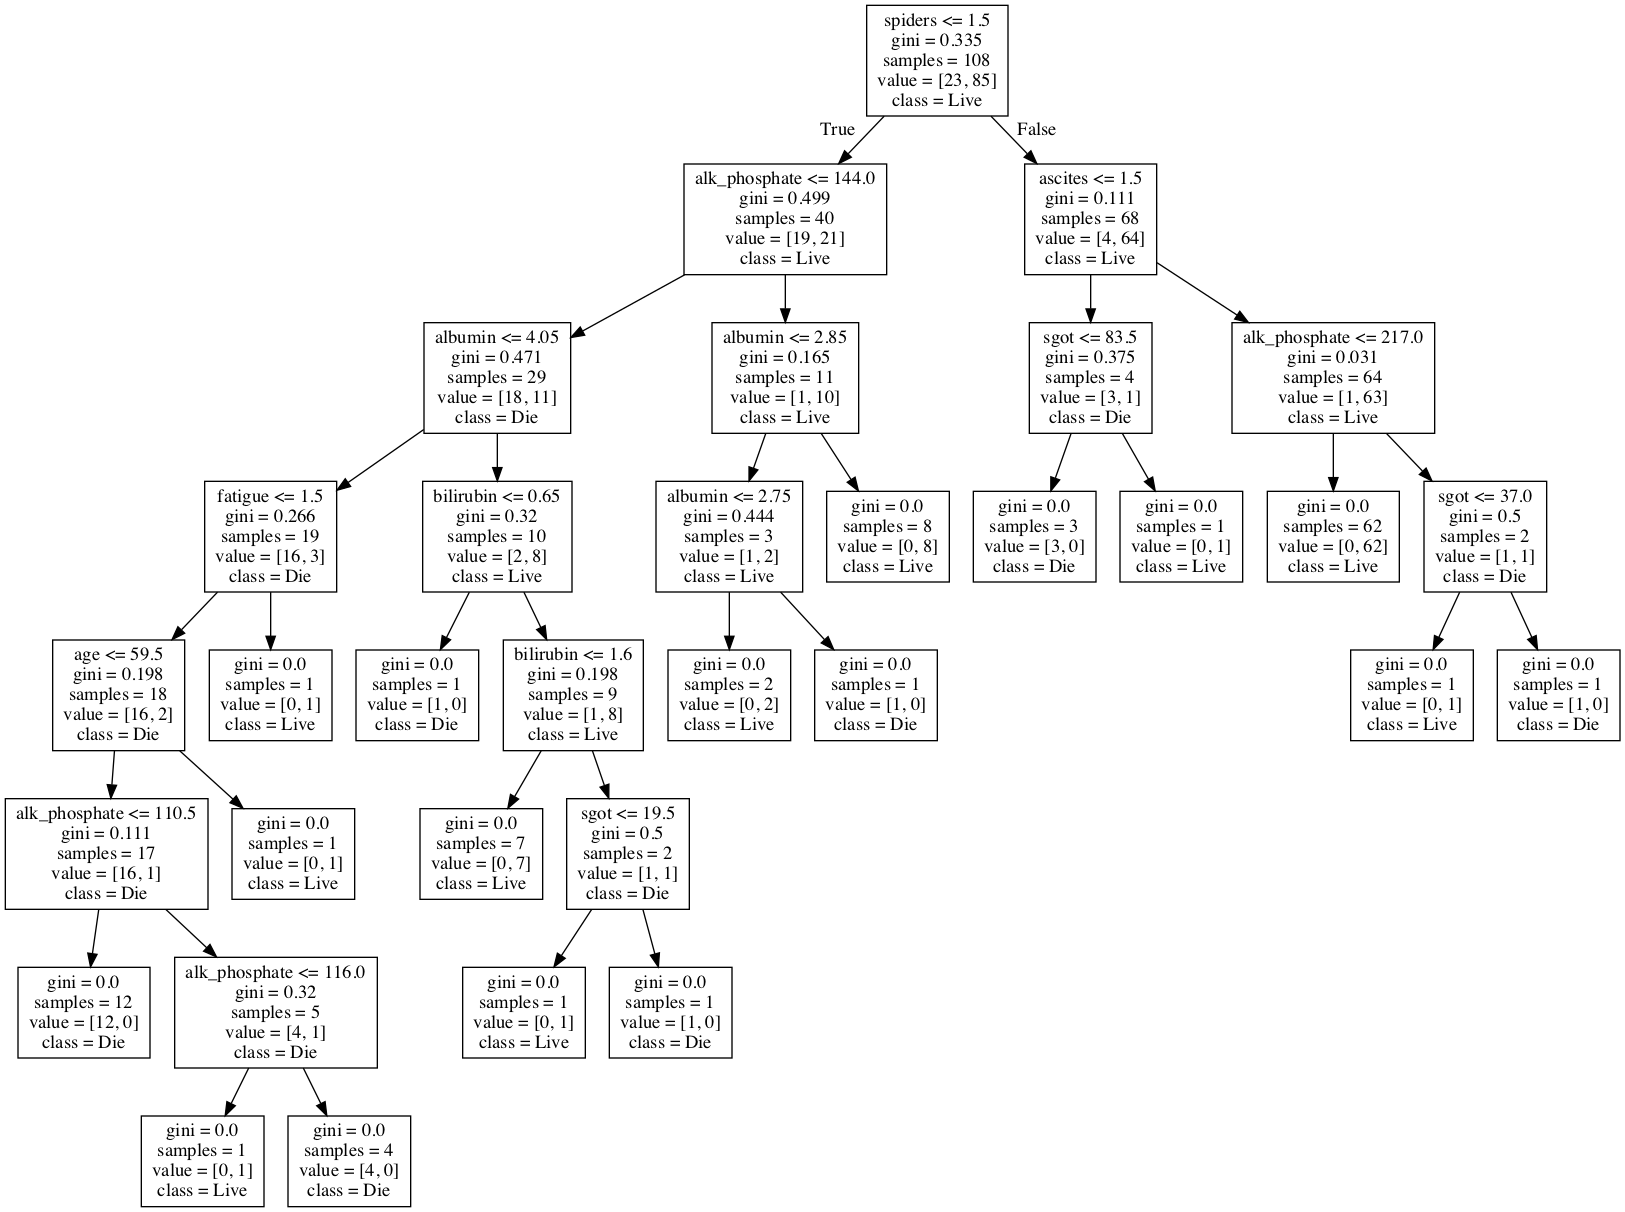 spiders <= 1.5
gini = 0.335
samples = 108
value = [23, 85]
class = Live
True
False
alk_phosphate <= 144.0
gini = 0.499
samples = 40
value = [19, 21]
class = Live
ascites <= 1.5
gini = 0.111
samples = 68
value = [4, 64]
class = Live
albumin <= 4.05
gini = 0.471
samples = 29
value = [18, 11]
class = Die
albumin <= 2.85
gini = 0.165
samples = 11
value = [1, 10]
class = Live
sgot <= 83.5
gini = 0.375
samples = 4
value = [3, 1]
class = Die
alk_phosphate <= 217.0
gini = 0.031
samples = 64
value = [1, 63]
class = Live
fatigue <= 1.5
gini = 0.266
samples = 19
value = [16, 3]
class = Die
bilirubin <= 0.65
gini = 0.32
samples = 10
value = [2, 8]
class = Live
albumin <= 2.75
gini = 0.444
samples = 3
value = [1, 2]
class = Live
gini = 0.0
samples = 8
value = [0, 8]
class = Live
gini = 0.0
samples = 3
value = [3, 0]
class = Die
gini = 0.0
samples = 1
value = [0, 1]
class = Live
gini = 0.0
samples = 62
value = [0, 62]
class = Live
sgot <= 37.0
gini = 0.5
samples = 2
value = [1, 1]
class = Die
age <= 59.5
gini = 0.198
samples = 18
value = [16, 2]
class = Die
gini = 0.0
samples = 1
value = [0, 1]
class = Live
gini = 0.0
samples = 1
value = [1, 0]
class = Die
bilirubin <= 1.6
gini = 0.198
samples = 9
value = [1, 8]
class = Live
gini = 0.0
samples = 2
value = [0, 2]
class = Live
gini = 0.0
samples = 1
value = [1, 0]
class = Die
gini = 0.0
samples = 1
value = [0, 1]
class = Live
gini = 0.0
samples = 1
value = [1, 0]
class = Die
alk_phosphate <= 110.5
gini = 0.111
samples = 17
value = [16, 1]
class = Die
gini = 0.0
samples = 1
value = [0, 1]
class = Live
gini = 0.0
samples = 7
value = [0, 7]
class = Live
sgot <= 19.5
gini = 0.5
samples = 2
value = [1, 1]
class = Die
gini = 0.0
samples = 12
value = [12, 0]
class = Die
alk_phosphate <= 116.0
gini = 0.32
samples = 5
value = [4, 1]
class = Die
gini = 0.0
samples = 1
value = [0, 1]
class = Live
gini = 0.0
samples = 1
value = [1, 0]
class = Die
gini = 0.0
samples = 1
value = [0, 1]
class = Live
gini = 0.0
samples = 4
value = [4, 0]
class = Die